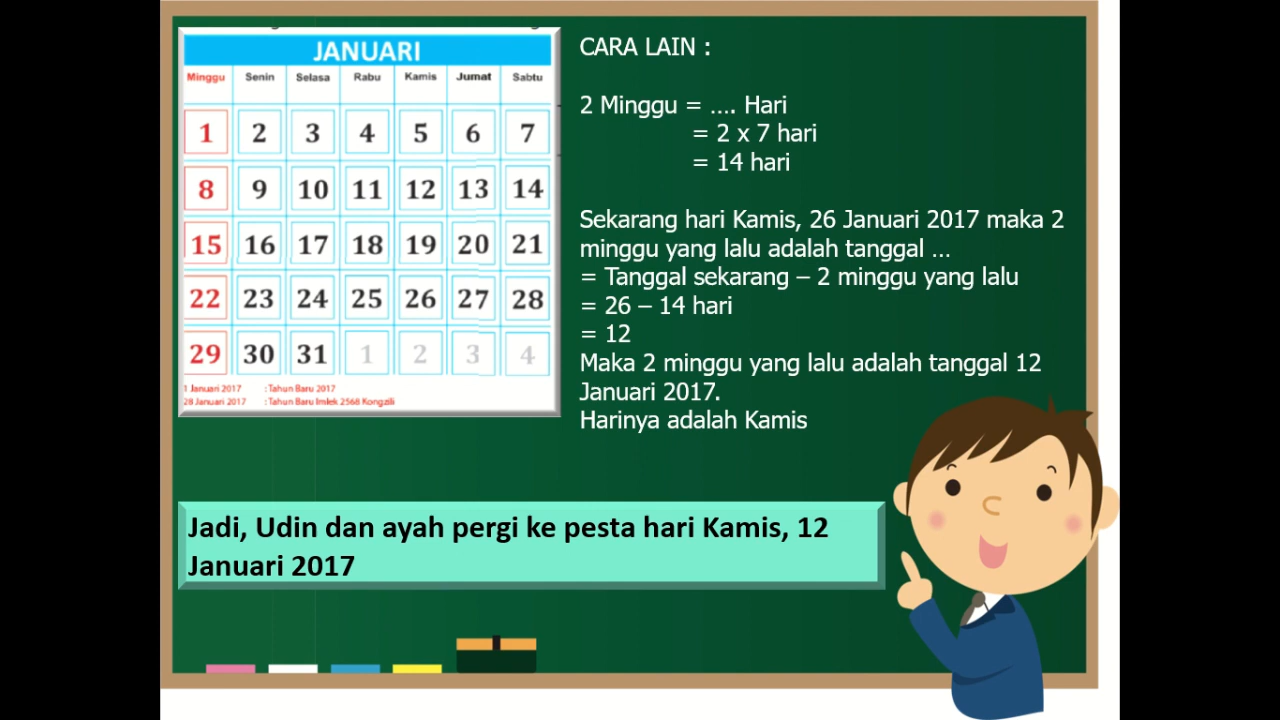 JANUARI
Minggu Senin Selasa Rabu Kamis Jumat Sabtu
1 2 3 4 5 6 7
8 9 10 11 12 13 14
15 16 17 18 19 20 21
22 23 24 25 26 27 28
29 30 31 1 2 3 4
1 Januari 2017 : Tahun Baru 2017
28 Januari 2017 : Tahun Baru Imlek 2568 Kongzili
CARA LAIN :
2 Minggu = .... Hari
= 2 x 7 hari
= 14 hari
Sekarang hari Kamis, 26 Januari 2017 maka 2
minggu yang lalu adalah tanggal ...
= Tanggal sekarang – 2 minggu yang lalu
= 26 – 14 hari
= 12
Maka 2 minggu yang lalu adalah tanggal 12
Januari 2017.
Harinya adalah Kamis
Jadi, Udin dan ayah pergi ke pesta hari Kamis, 12
Januari 2017